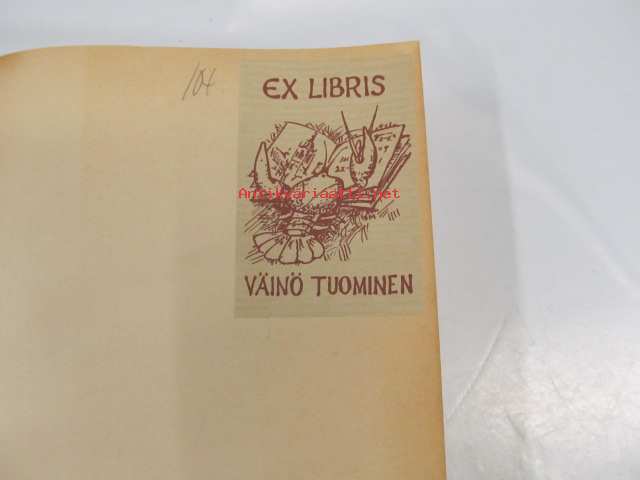 104
EX LIBRIS
Antikvariaatti.net
VÄINÖ TUOMINEN